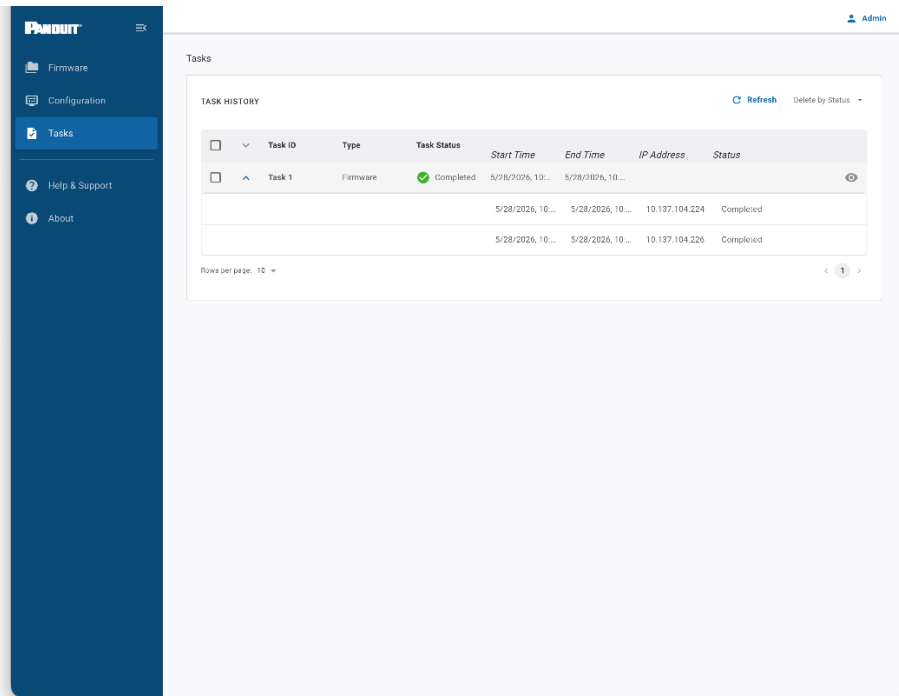 PANDUIT
Admin
Firmware
Configuration
Tasks
Help & Support
About
Tasks
TASK HISTORY
Refresh
Delete by Status
Task ID Type Task Status Start Time End Time IP Address Status
Task 1 Firmware Completed 5/28/2026, 10:... 5/28/2026, 10:...
5/28/2026, 10:... 5/28/2026, 10:... 10.137.104.224 Completed
5/28/2026, 10:... 5/28/2026, 10:... 10.137.104.226 Completed
Rows per page: 10
1